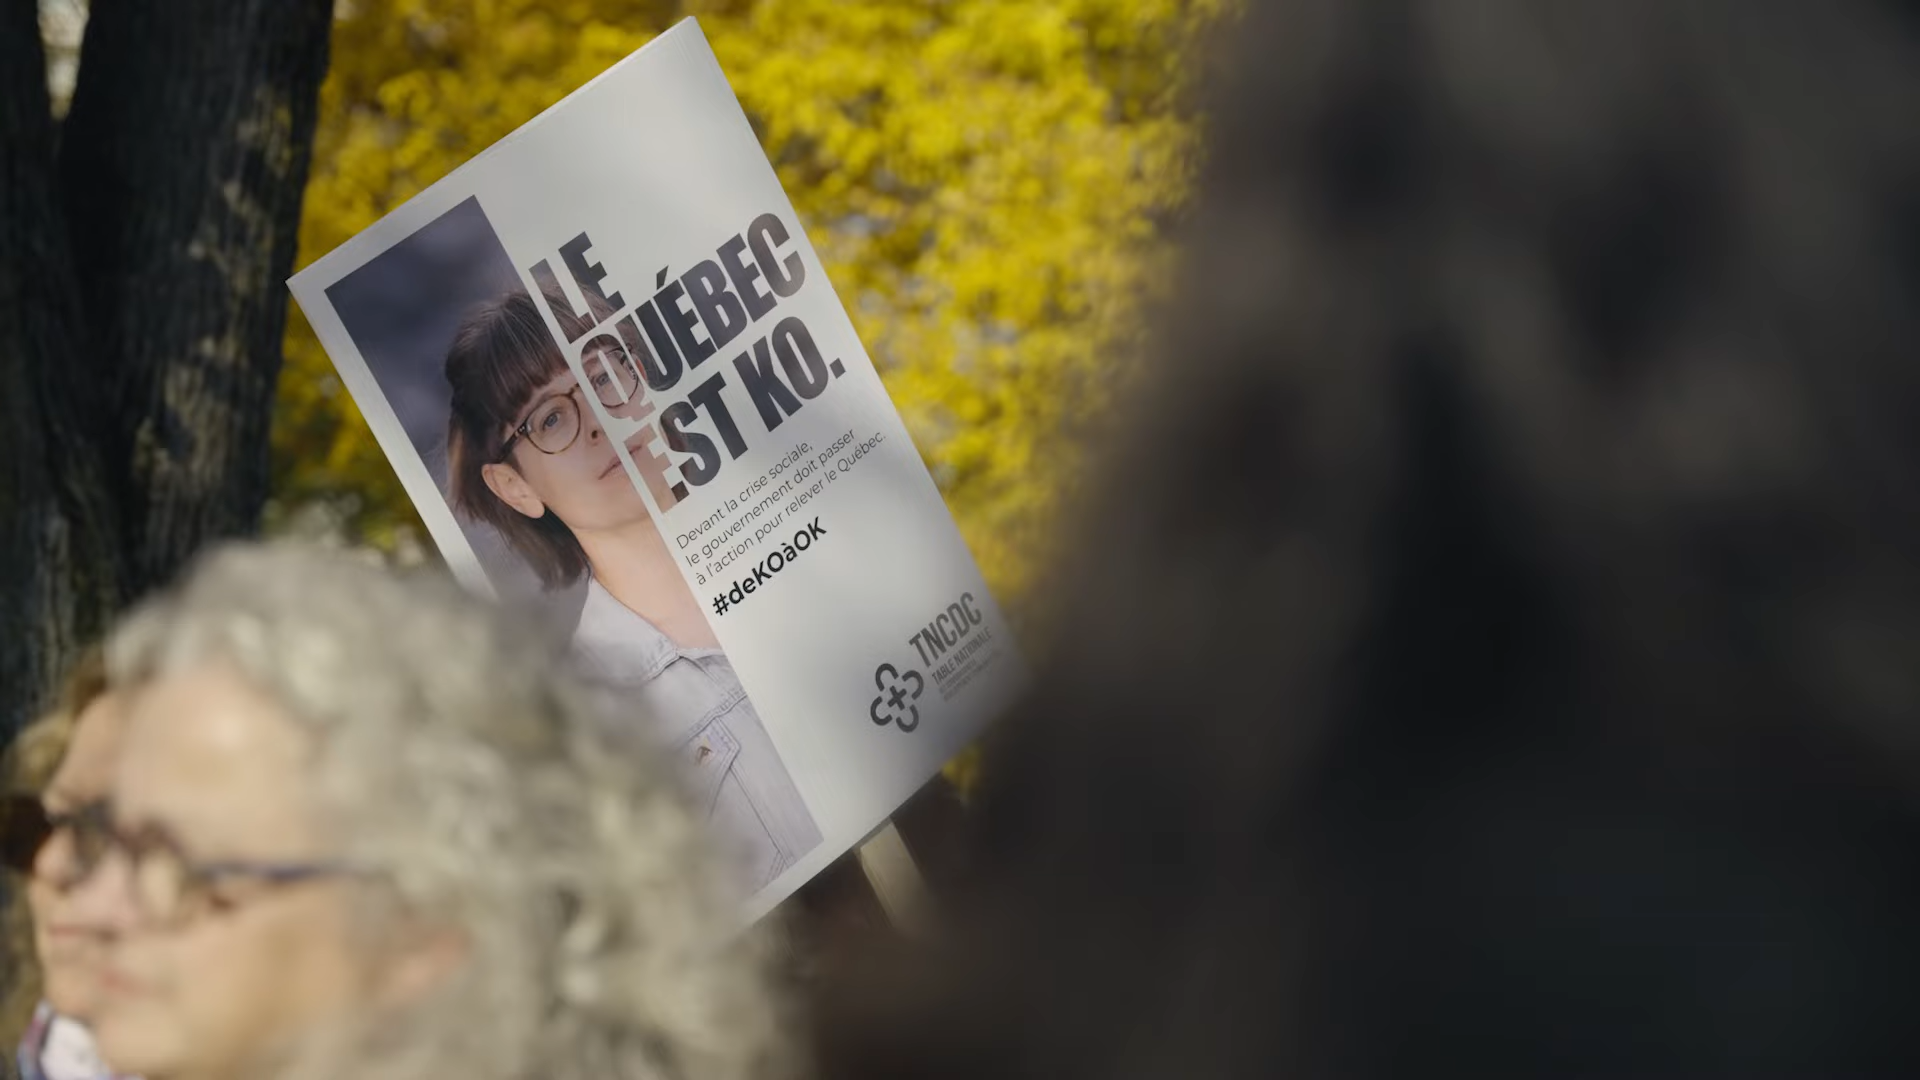 LE
QUÉBEC
EST KO.
Devant la crise sociale,
le gouvernement doit passer
à l'action pour relever le Québec.
#deKOàOK
TNCDC
TABLE NATIONALE